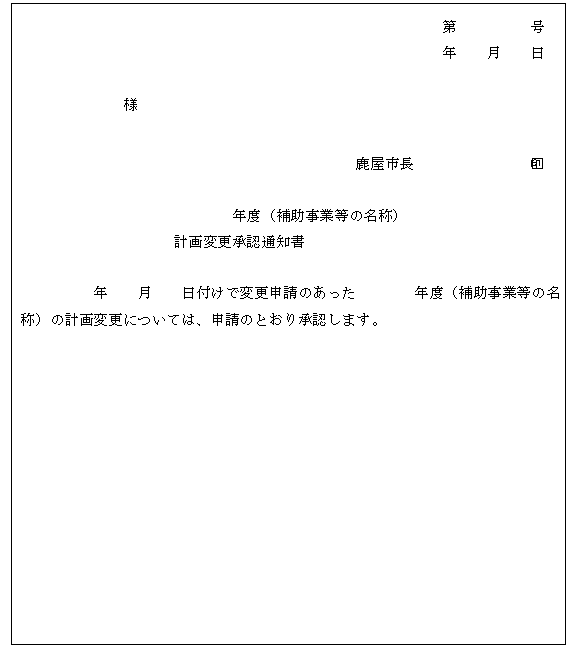 第　　　　　号
年　　月　　日
様
鹿屋市長　　　　　　　　印
年度（補助事業等の名称）
計画変更承認通知書
年　　月　　日付けで変更申請のあった　　　　年度（補助事業等の名
称）の計画変更については、申請のとおり承認します。